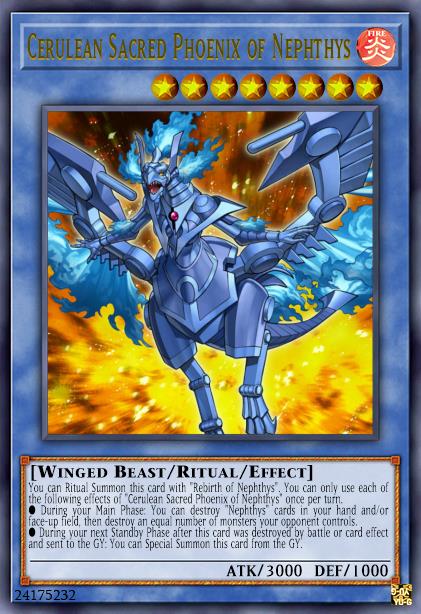 Cerulean Sacred Phoenix of Nephthys
FIRE
炎
[Winged Beast/Ritual/Effect]
You can Ritual Summon this card with "Rebirth of Nephthys". You can only use each of
the following effects of "Cerulean Sacred Phoenix of Nephthys" once per turn.
● During your Main Phase: You can destroy "Nephthys" cards in your hand and/or
face-up field, then destroy an equal number of monsters your opponent controls.
● During your next Standby Phase after this card was destroyed by battle or card effect
and sent to the GY: You can Special Summon this card from the GY.
ATK/3000 DEF/1000
24175232